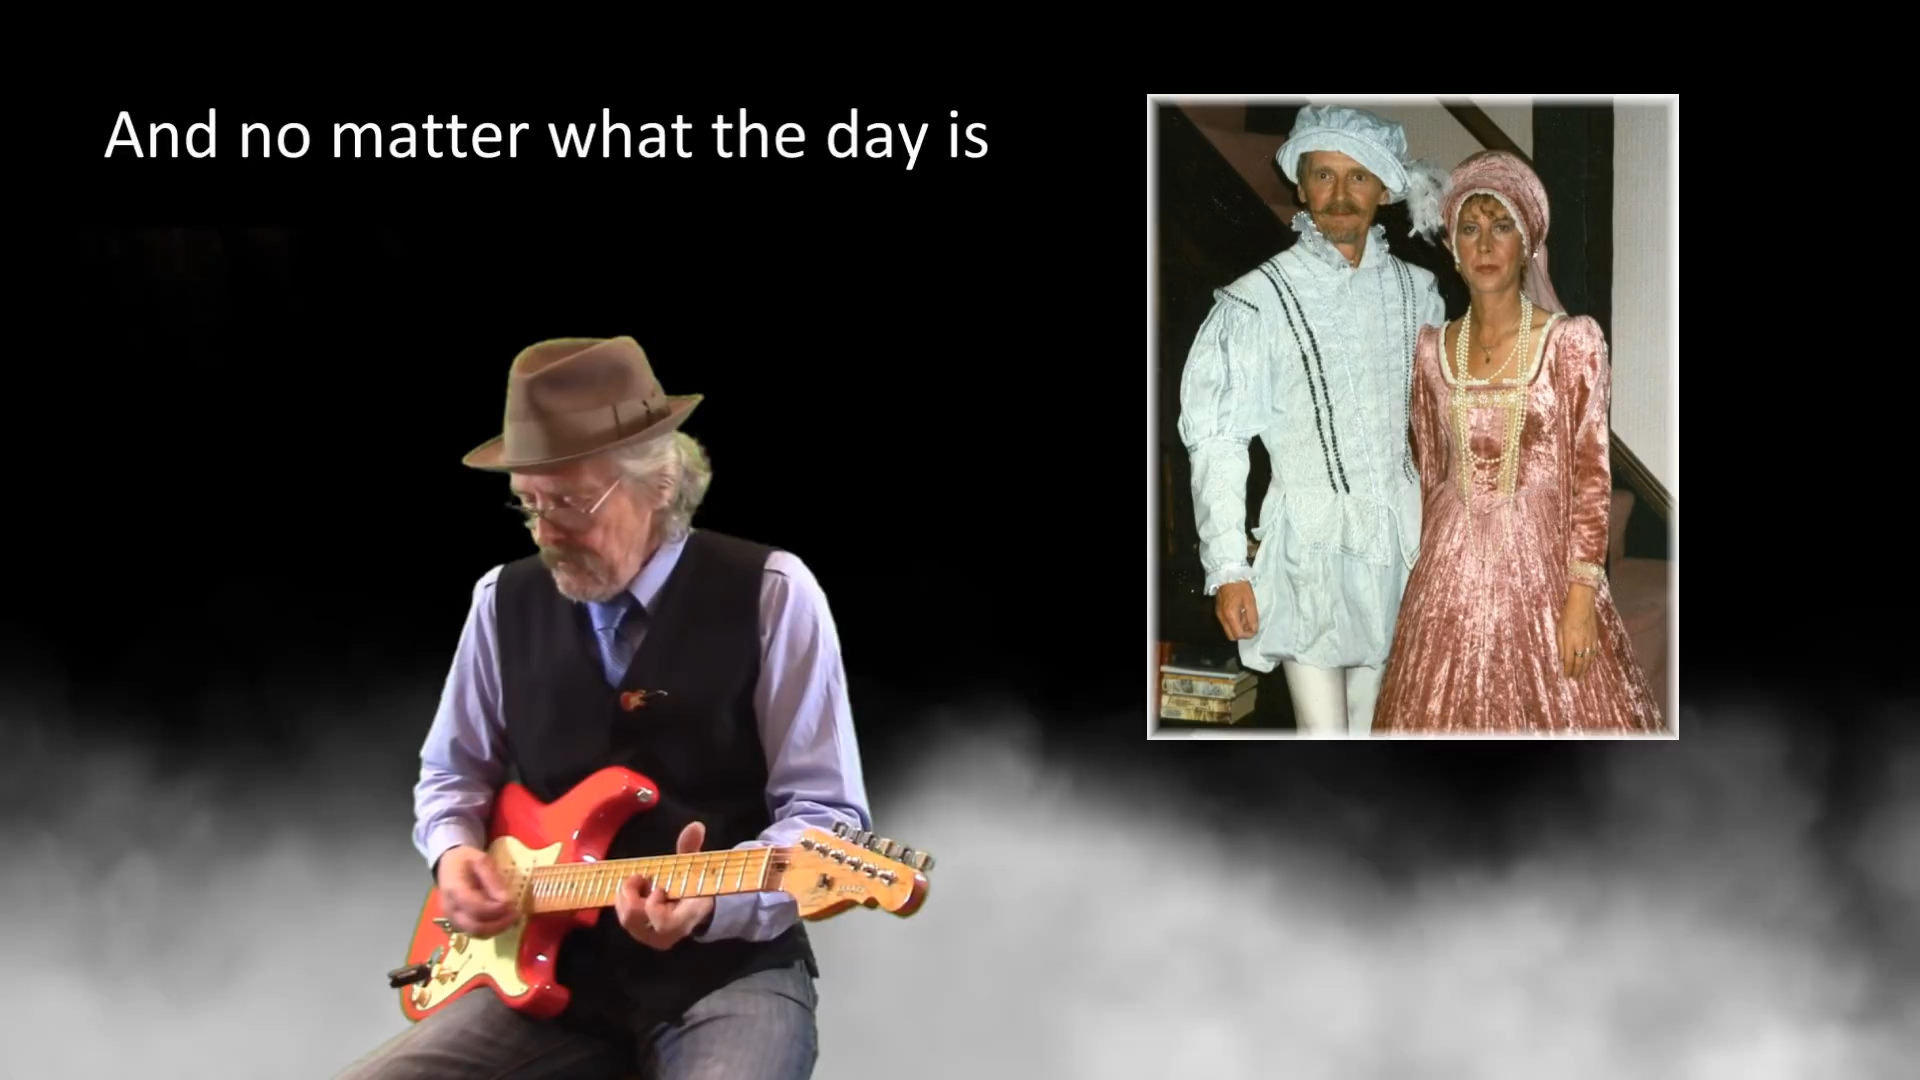 And no matter what the day is